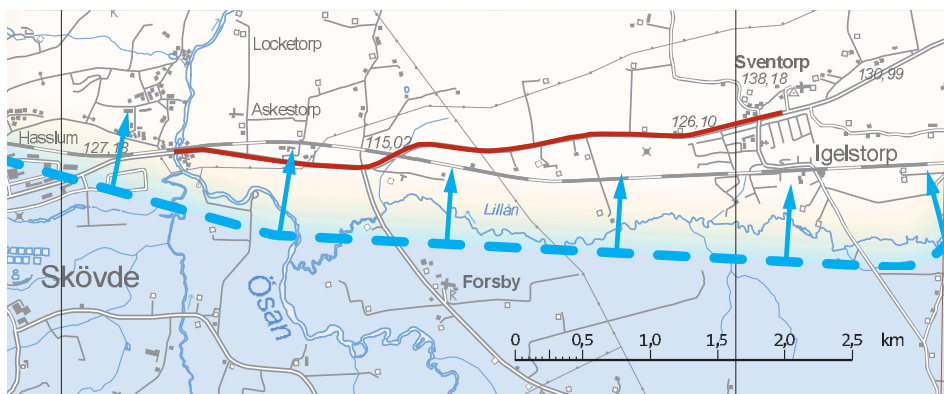 K
Locketorp
Sventorp
138,18
130,99
Askestorp
126,10
Hasslum
127,18
115,02
Igelstorp
Lillån
Skövde
Ösan
Forsby
K
8
0
0,5
1,0
1,5
2,0
2,5
km